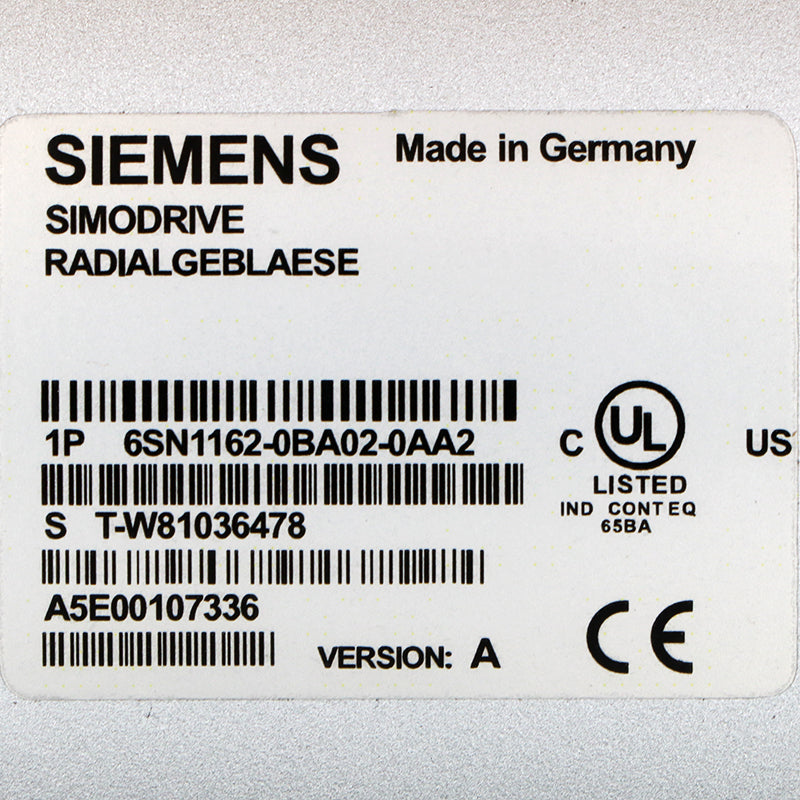 SIEMENS Made in Germany
SIMODRIVE
RADIALGEBLAESE
1P 6SN1162-0BA02-0AA2
C UL US
LISTED
IND CONT EQ
65BA
S T-W81036478
A5E00107336
VERSION: A
CE